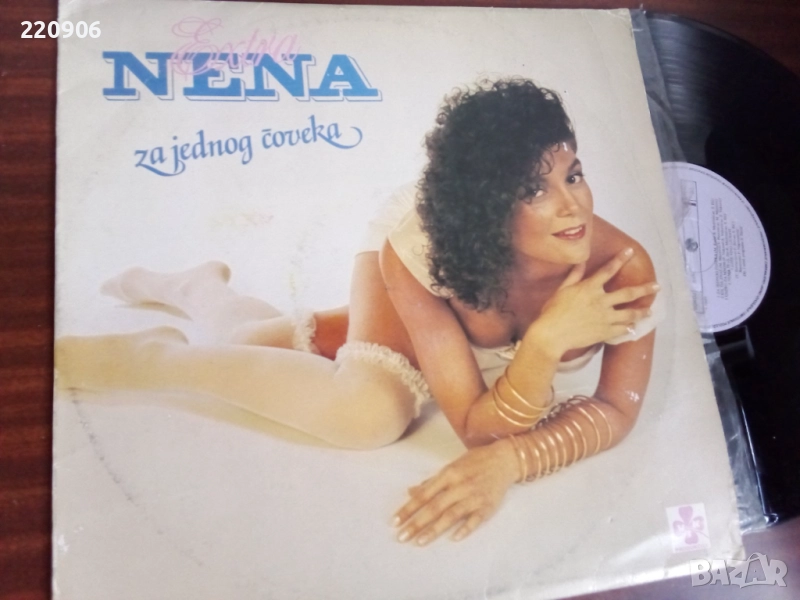 220906
Extra
NENA
za jednog čoveka
BAZAR